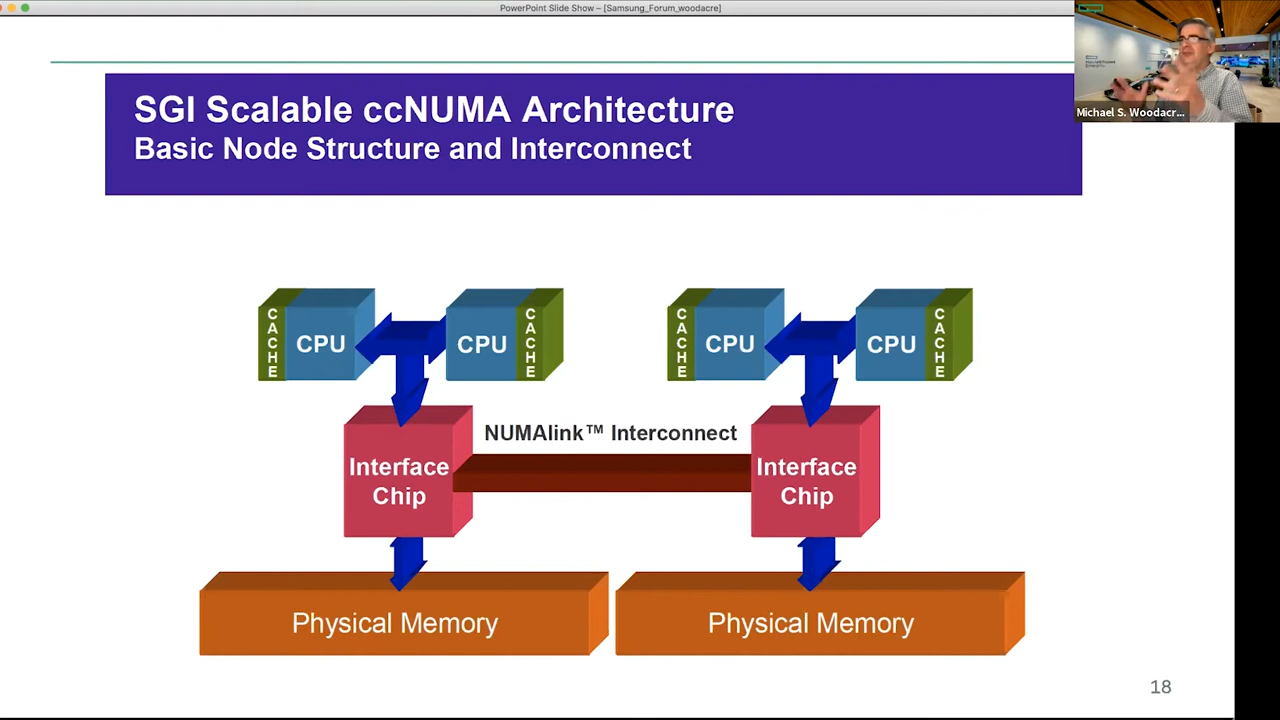 PowerPoint Slide Show – [Samsung_Forum_woodacre]
Michael S. Woodacr...
SGI Scalable ccNUMA Architecture
Basic Node Structure and Interconnect
CACHE
CPU
CPU
CACHE
CACHE
CPU
CPU
CACHE
NUMAlink™ Interconnect
Interface
Chip
Interface
Chip
Physical Memory
Physical Memory
18